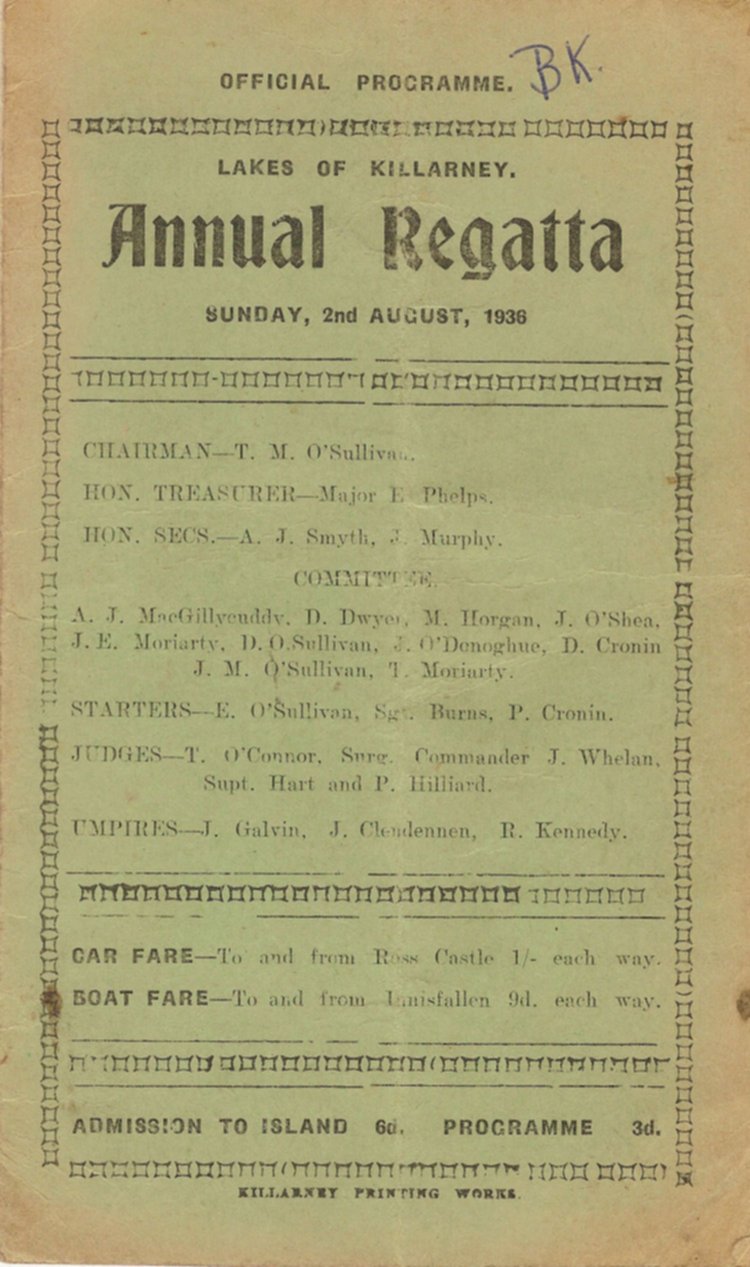 BK.
OFFICIAL PROGRAMME.
LAKES OF KILLARNEY.
Annual Regatta
SUNDAY, 2nd AUGUST, 1936
CHAIRMAN—T. M. O'Sullivan.
HON. TREASURER—Major E Phelps.
HON. SECS.—A. J. Smyth, J. Murphy.
COMMITTEE.
A. J. MacGillycuddy, D. Dwyer, M. Horgan, J. O'Shea,
J. E. Moriarty, D. O.Sullivan, J. O'Donoghue, D. Cronin
J. M. O'Sullivan, T. Moriarty.
STARTERS—E. O'Sullivan, Sgt. Burns, P. Cronin.
JUDGES—T. O'Connor, Surg. Commander J. Whelan,
Supt. Hart and P. Hilliard.
UMPIRES—J. Galvin, J. Clendennen, R. Kennedy.
CAR FARE—To and from Ross Castle 1/- each way.
BOAT FARE—To and from Innisfallen 9d. each way.
ADMISSION TO ISLAND 6d. PROGRAMME 3d.
KILLARNEY PRINTING WORKS.